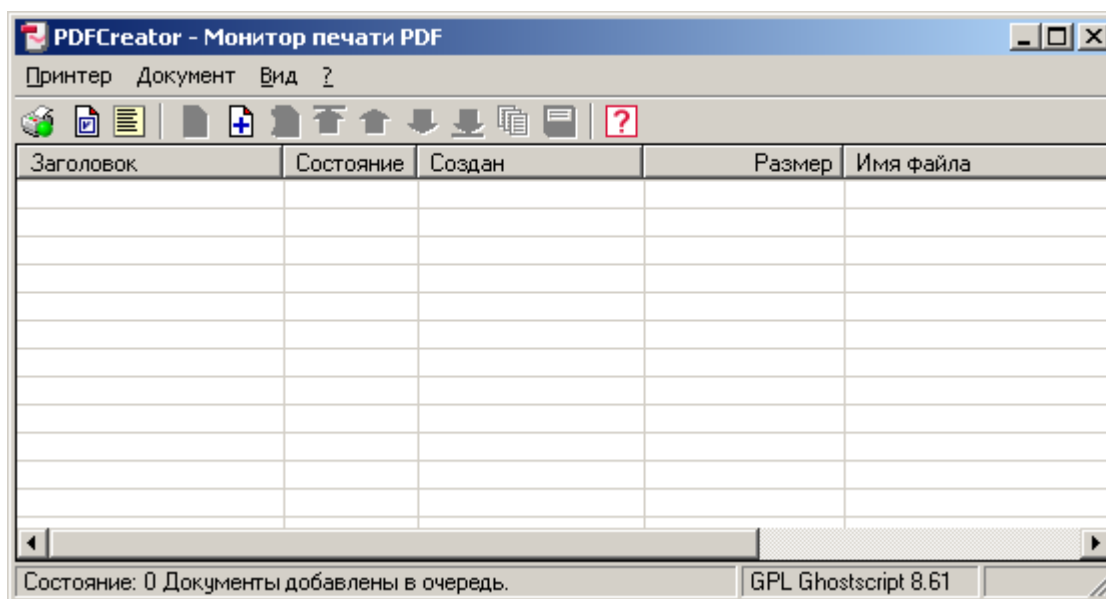 PDFCreator - Монитор печати PDF
Принтер Документ Вид ?
?
Заголовок Состояние Создан Размер Имя файла
Состояние: 0 Документы добавлены в очередь. GPL Ghostscript 8.61